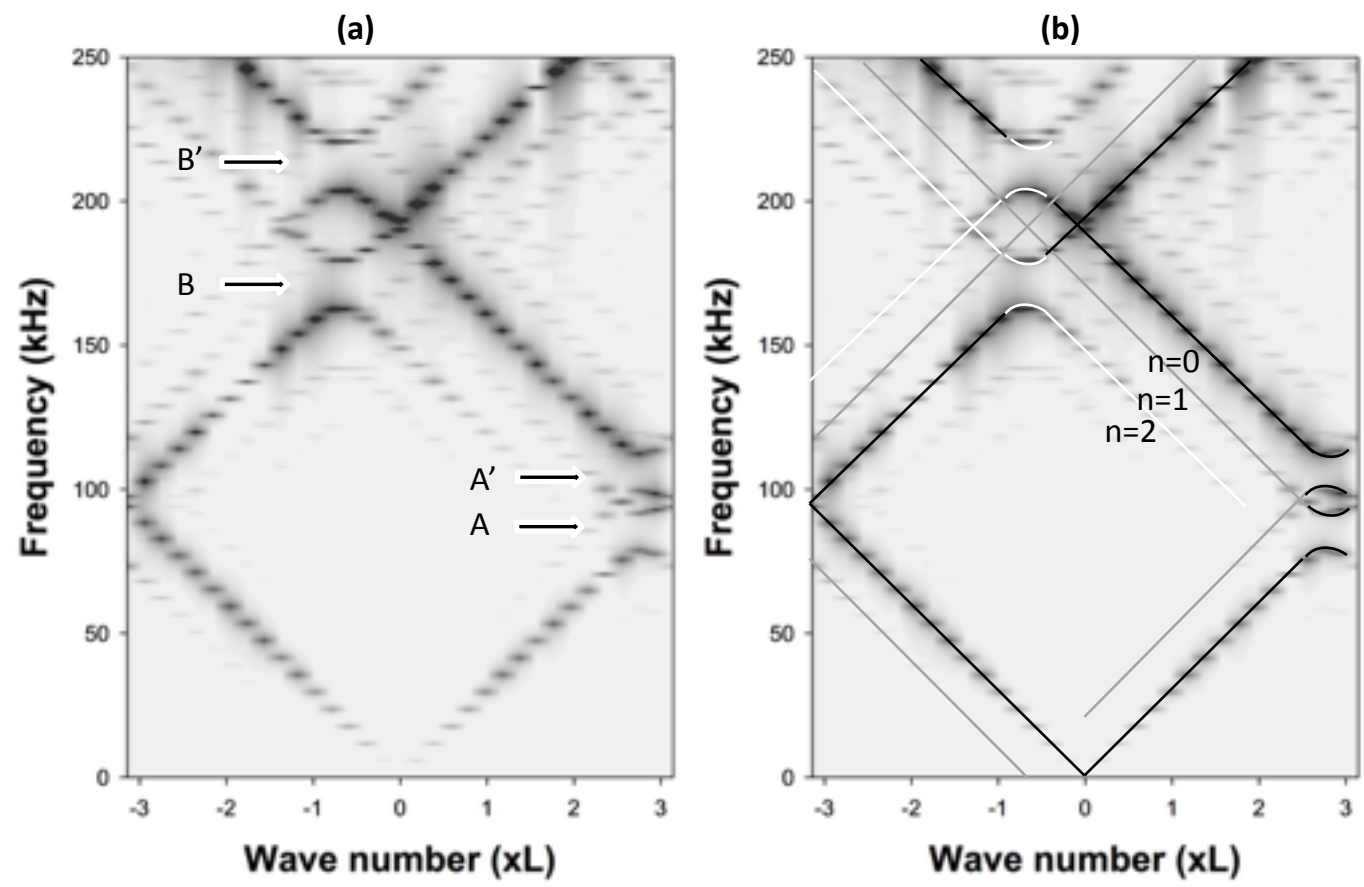 (a)
(b)
250
200
150
100
50
0
B'
B
A'
A
-3 -2 -1 0 1 2 3
Wave number (xL)
Frequency (kHz)
250
200
150
100
50
0
n=0
n=1
n=2
-3 -2 -1 0 1 2 3
Wave number (xL)
Frequency (kHz)